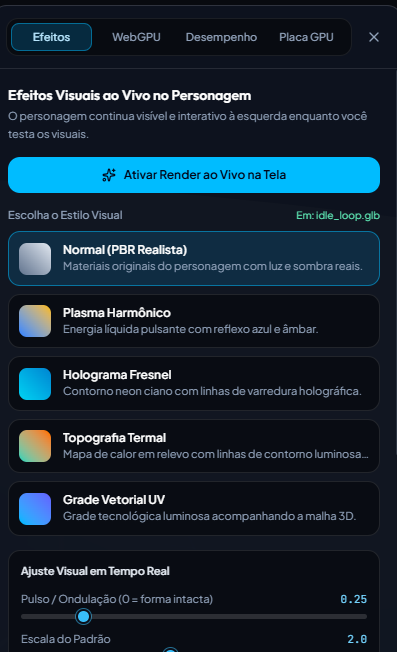 Efeitos WebGPU Desempenho Placa GPU
Efeitos Visuais ao Vivo no Personagem
O personagem continua visível e interativo à esquerda enquanto você
testa os visuais.
Ativar Render ao Vivo na Tela
Escolha o Estilo Visual Em: idle_loop.glb
Normal (PBR Realista)
Materiais originais do personagem com luz e sombra reais.
Plasma Harmônico
Energia líquida pulsante com reflexo azul e âmbar.
Holograma Fresnel
Contorno neon ciano com linhas de varredura holográfica.
Topografia Termal
Mapa de calor em relevo com linhas de contorno luminosa...
Grade Vetorial UV
Grade tecnológica luminosa acompanhando a malha 3D.
Ajuste Visual em Tempo Real
Pulso / Ondulação (0 = forma intacta) 0.25
Escala do Padrão 2.0